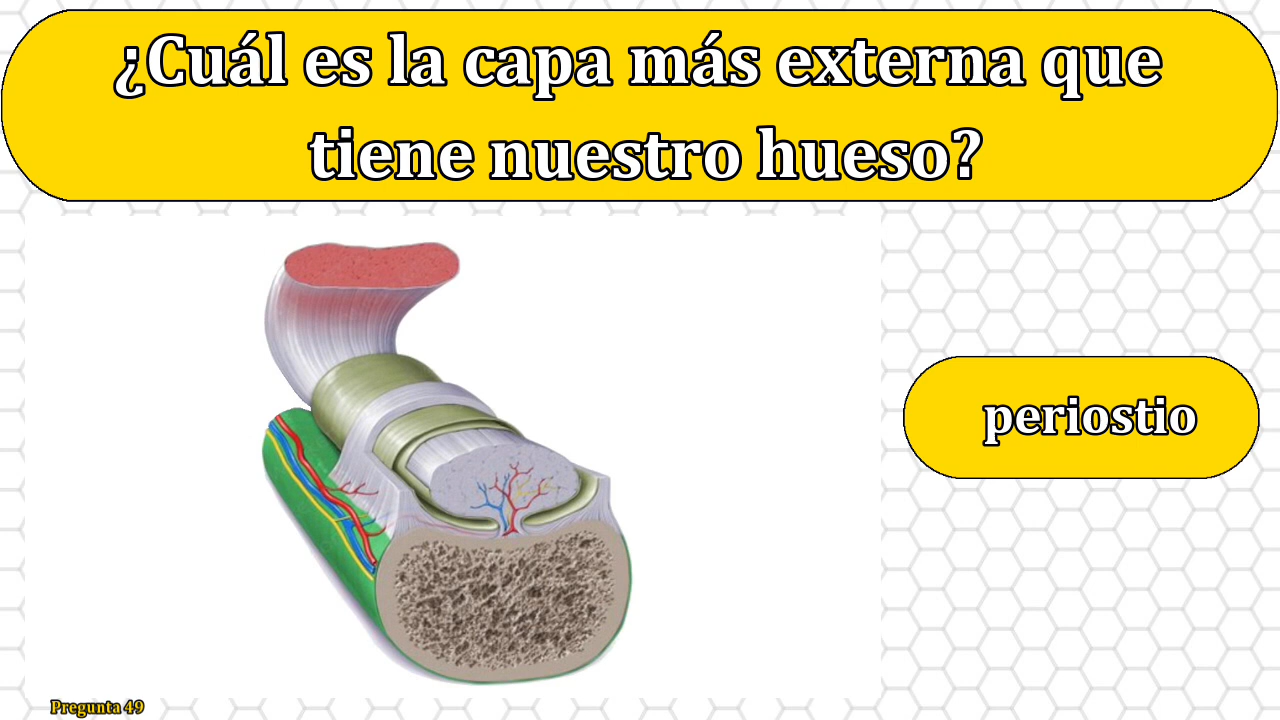 ¿Cuál es la capa más externa que
tiene nuestro hueso?
periostio
Pregunta 49